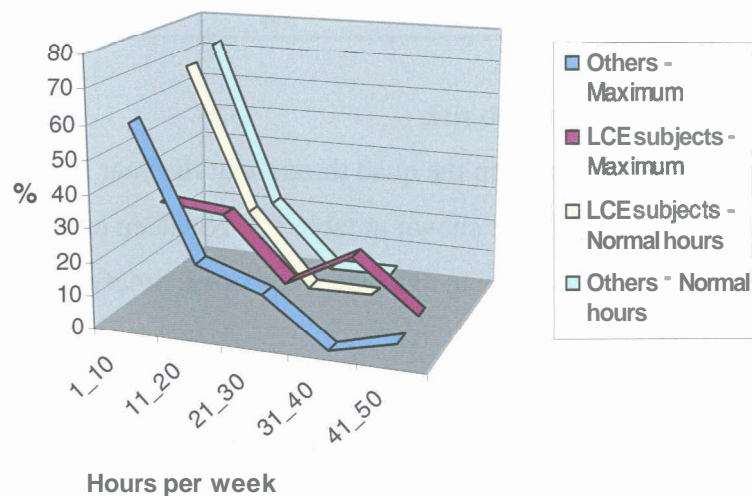 80
70
60
50
40
30
20
10
0
%
1_10
11_20
21_30
31_40
41_50
Hours per week
Others -
Maximum
LCE subjects -
Maximum
LCE subjects -
Normal hours
Others - Normal
hours